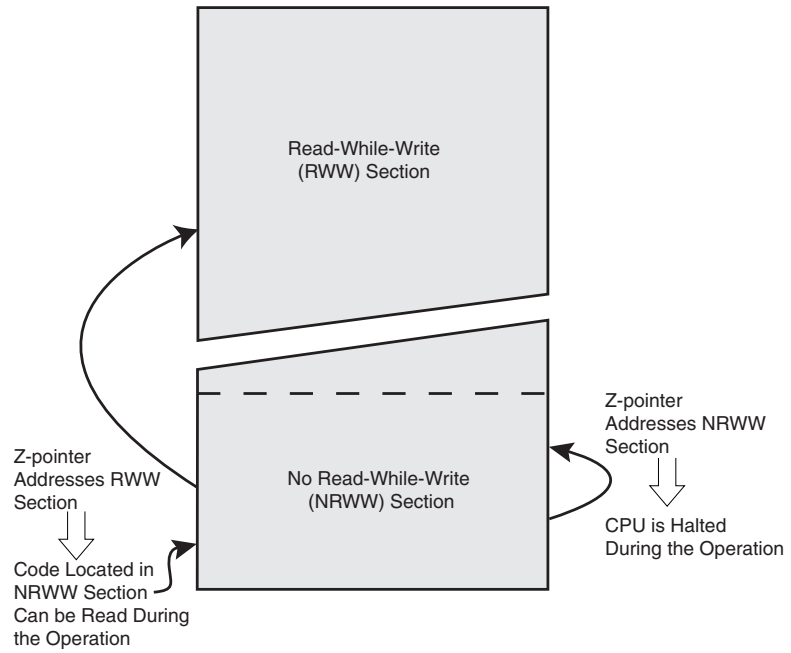 Read-While-Write
(RWW) Section
Z-pointer
Addresses NRWW
Section
No Read-While-Write
(NRWW) Section
CPU is Halted
During the Operation
Z-pointer
Addresses RWW
Section
Code Located in
NRWW Section
Can be Read During
the Operation